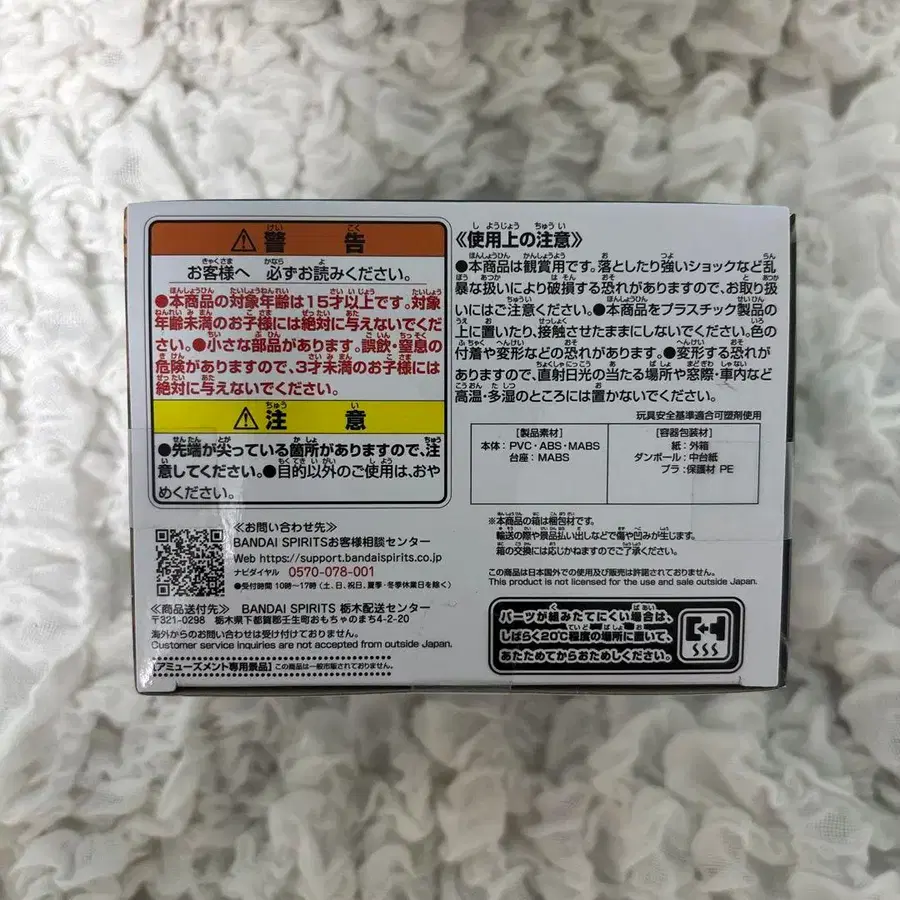 ⚠警告
お客様へ 必ずお読みください。
●本商品の対象年齢は15才以上です。対象
年齢未満のお子様には絶対に与えないでくだ
さい。●小さな部品があります。誤飲・窒息の
危険がありますので、3才未満のお子様には
絶対に与えないでください。
⚠注意
●先端が尖っている箇所がありますので、注
意してください。●目的以外のご使用は、おや
めください。
≪お問い合わせ先≫
BANDAI SPIRITSお客様相談センター
Web https://support.bandaispirits.co.jp
ナビダイヤル 0570-078-001
●受付時間 10時~17時 (土、日、祝日、夏季・冬季休業日を除く)
≪商品送付先≫ BANDAI SPIRITS 栃木配送センター
〒321-0298 栃木県下都賀郡壬生町おもちゃのまち4-2-20
海外からのお問い合わせは受け付けておりません。
Customer service inquiries are not accepted from outside Japan.
【アミューズメント専用景品】 この商品は一般市販されておりません。
≪使用上の注意≫
●本商品は観賞用です。落としたり強いショックなど乱
暴な扱いにより破損する恐れがありますので、お取り扱
いにはご注意ください。●本商品をプラスチック製品の
上に置いたり、接触させたままにしないでください。色の
付着や変形などの恐れがあります。●変形する恐れが
ありますので、直射日光の当たる場所や窓際・車内など
高温・多湿のところには置かないでください。
玩具安全基準適合可塑剤使用
［製品素材］
本体：PVC・ABS・MABS
台座：MABS
［容器包装材］
紙：外箱
ダンボール：中台紙
プラ：保護材 PE
※本商品の箱は梱包材です。
輸送の際や景品払い出しなどで傷や凹みが生じます。
箱の交換には応じかねますのでご了承ください。
この商品は日本国外での使用及び販売は許諾されておりません。
This product is not licensed for the use and sale outside Japan.
パーツが組みたてにくい場合は、
しばらく20℃程度の場所に置いて、
あたためてからおためしください。